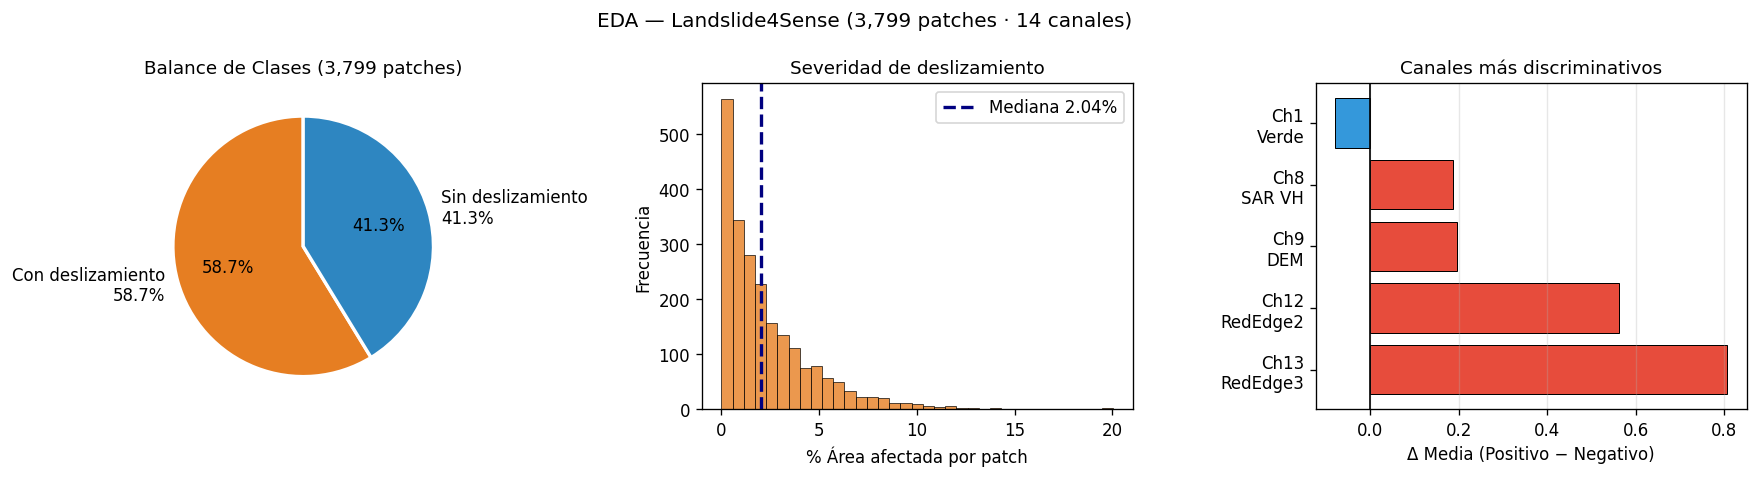 EDA — Landslide4Sense (3,799 patches · 14 canales)
Balance de Clases (3,799 patches)
Sin deslizamiento
41.3%
41.3%
58.7%
Con deslizamiento
58.7%
Severidad de deslizamiento
Mediana 2.04%
Frecuencia
500
400
300
200
100
0
0 5 10 15 20
% Área afectada por patch
Canales más discriminativos
Ch1
Verde
Ch8
SAR VH
Ch9
DEM
Ch12
RedEdge2
Ch13
RedEdge3
0.0 0.2 0.4 0.6 0.8
Δ Media (Positivo − Negativo)